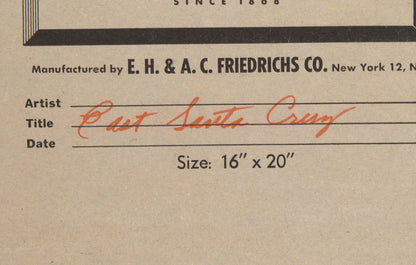 SINCE 1868
Manufactured by E. H. & A. C. FRIEDRICHS CO. New York 12, N
Artist
Title East Santa Cruz
Date
Size: 16” x 20”